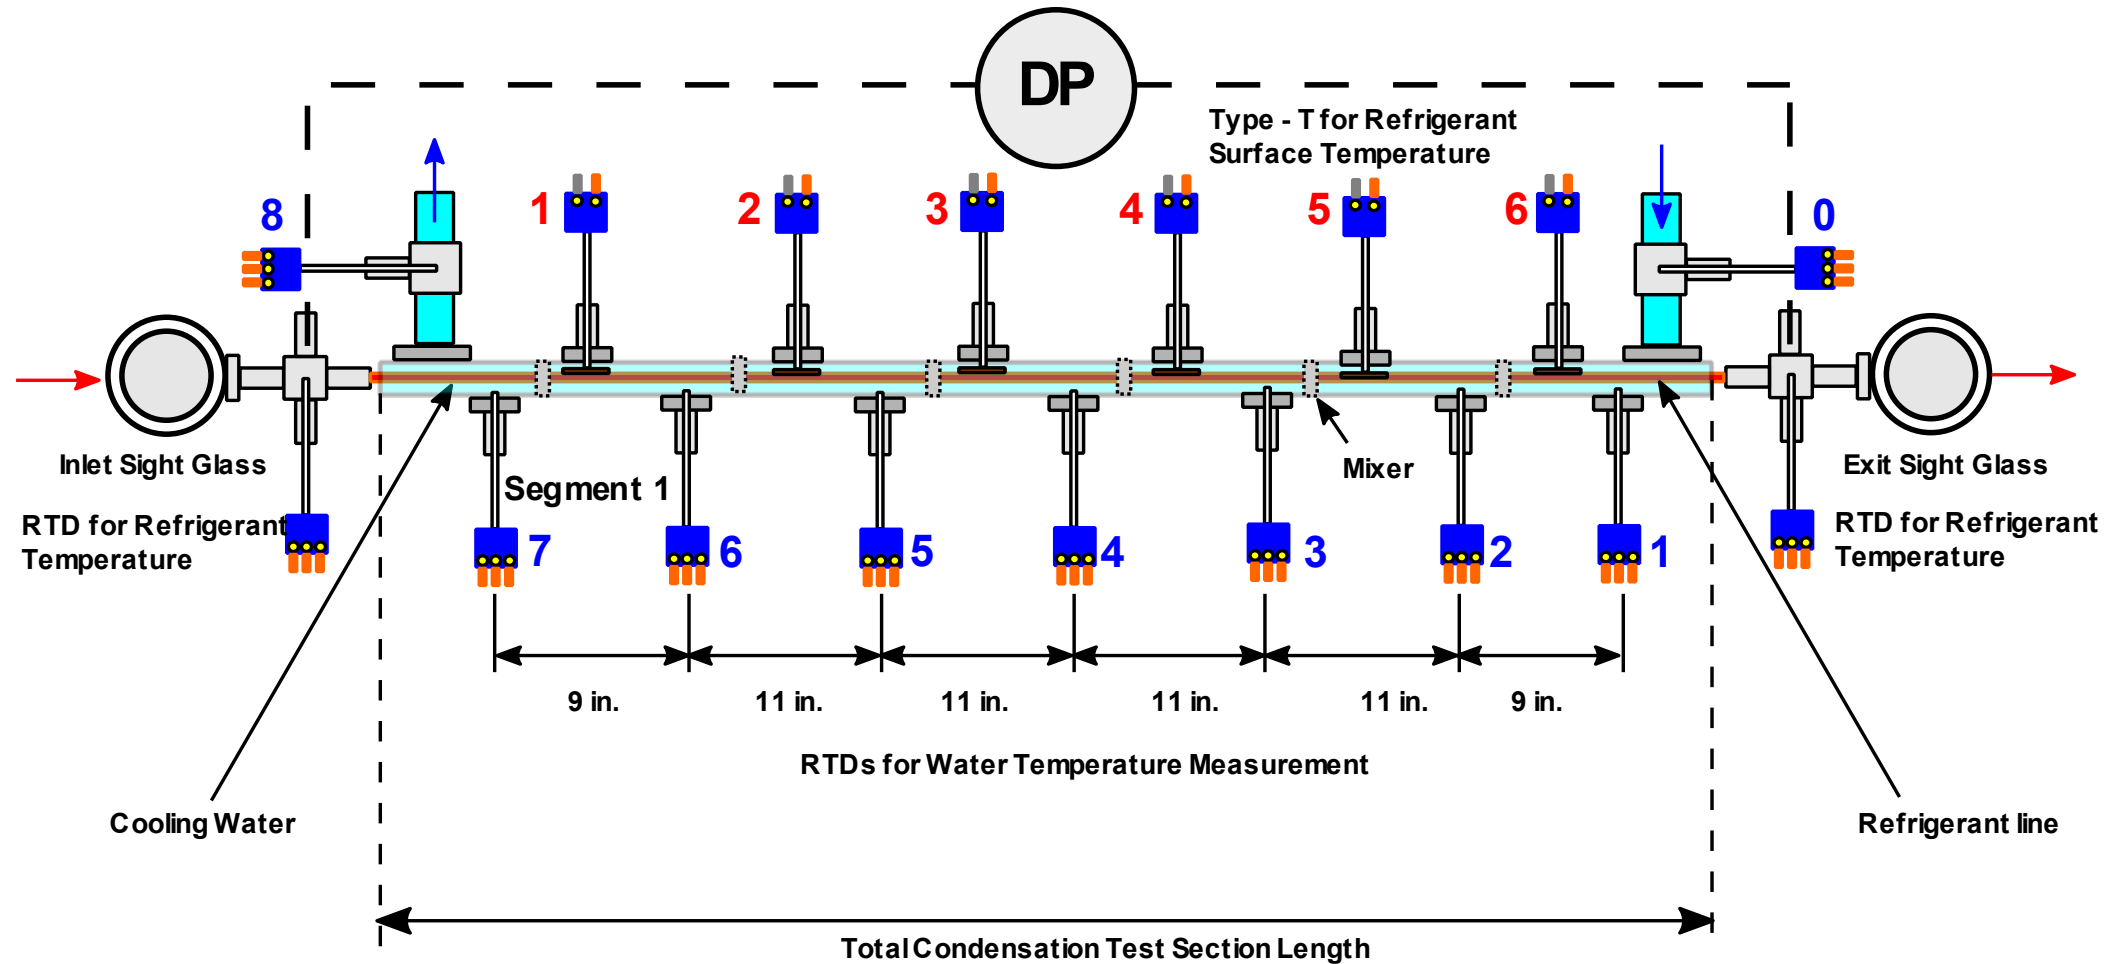 DP
Type - T for Refrigerant
Surface Temperature
8
1
2
3
4
5
6
0
Inlet Sight Glass
Mixer
Exit Sight Glass
Segment 1
RTD for Refrigerant
Temperature
7
6
5
4
3
2
1
RTD for Refrigerant
Temperature
9 in.
11 in.
11 in.
11 in.
11 in.
9 in.
RTDs for Water Temperature Measurement
Cooling Water
Refrigerant line
Total Condensation Test Section Length